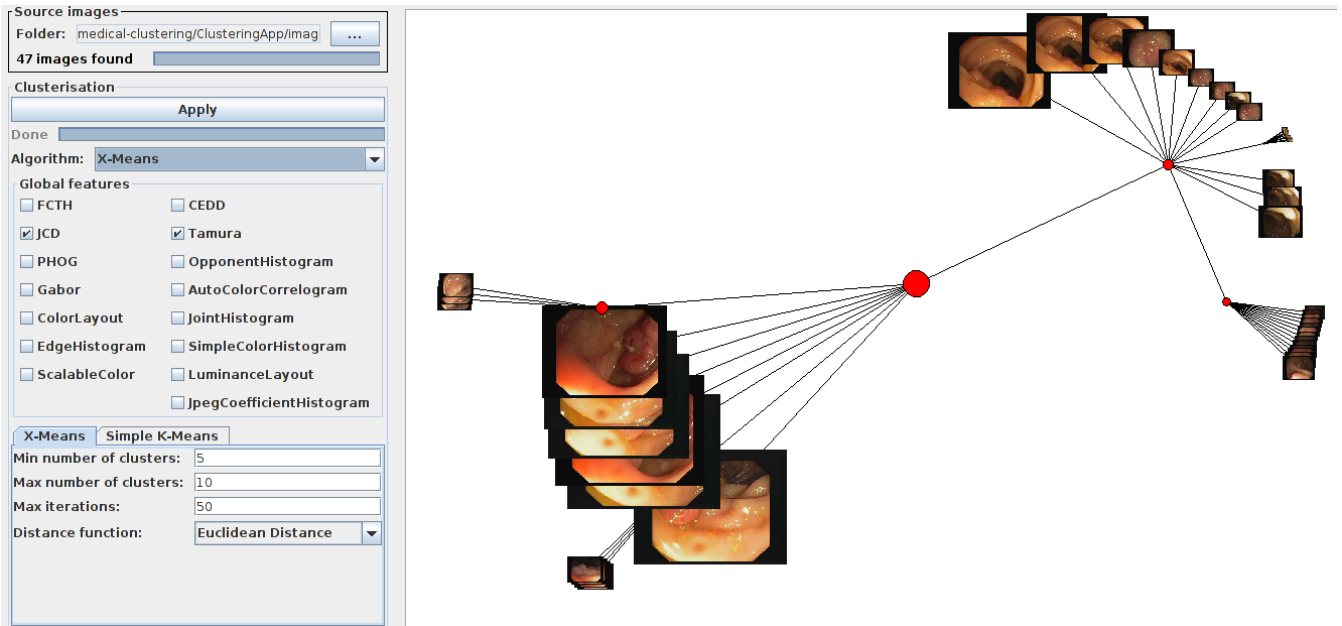 Source images
Folder: medical-clustering/ClusteringApp/imag ...
47 images found
Clusterisation
Apply
Done
Algorithm: X-Means
Global features
FCTH CEDD
JCD Tamura
PHOG OpponentHistogram
Gabor AutoColorCorrelogram
ColorLayout JointHistogram
EdgeHistogram SimpleColorHistogram
ScalableColor LuminanceLayout
JpegCoefficientHistogram
X-Means Simple K-Means
Min number of clusters: 5
Max number of clusters: 10
Max iterations: 50
Distance function: Euclidean Distance